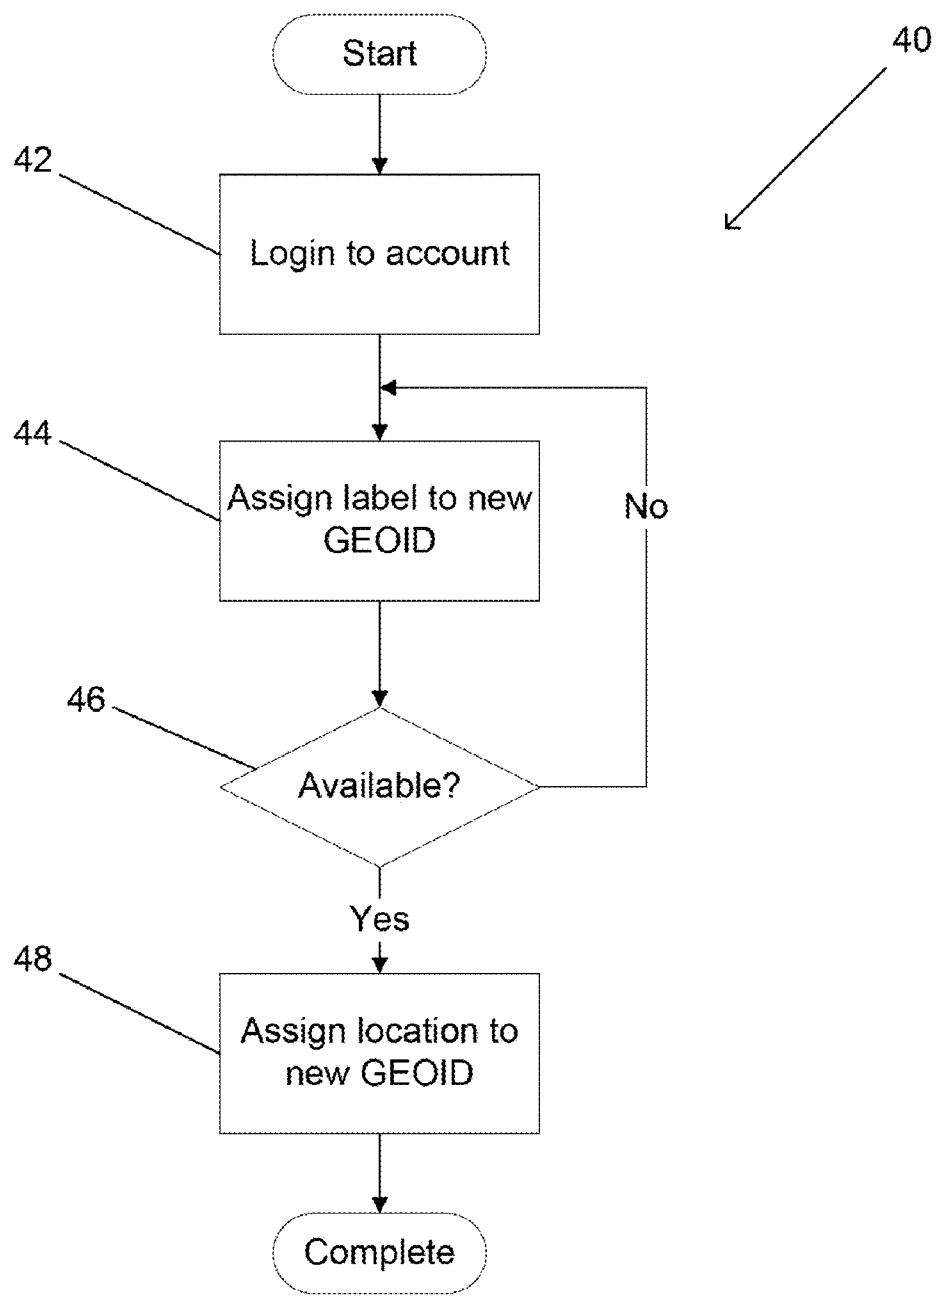 Start
40
42
Login to account
44
Assign label to new
GEOID
No
46
Available?
Yes
48
Assign location to
new GEOID
Complete